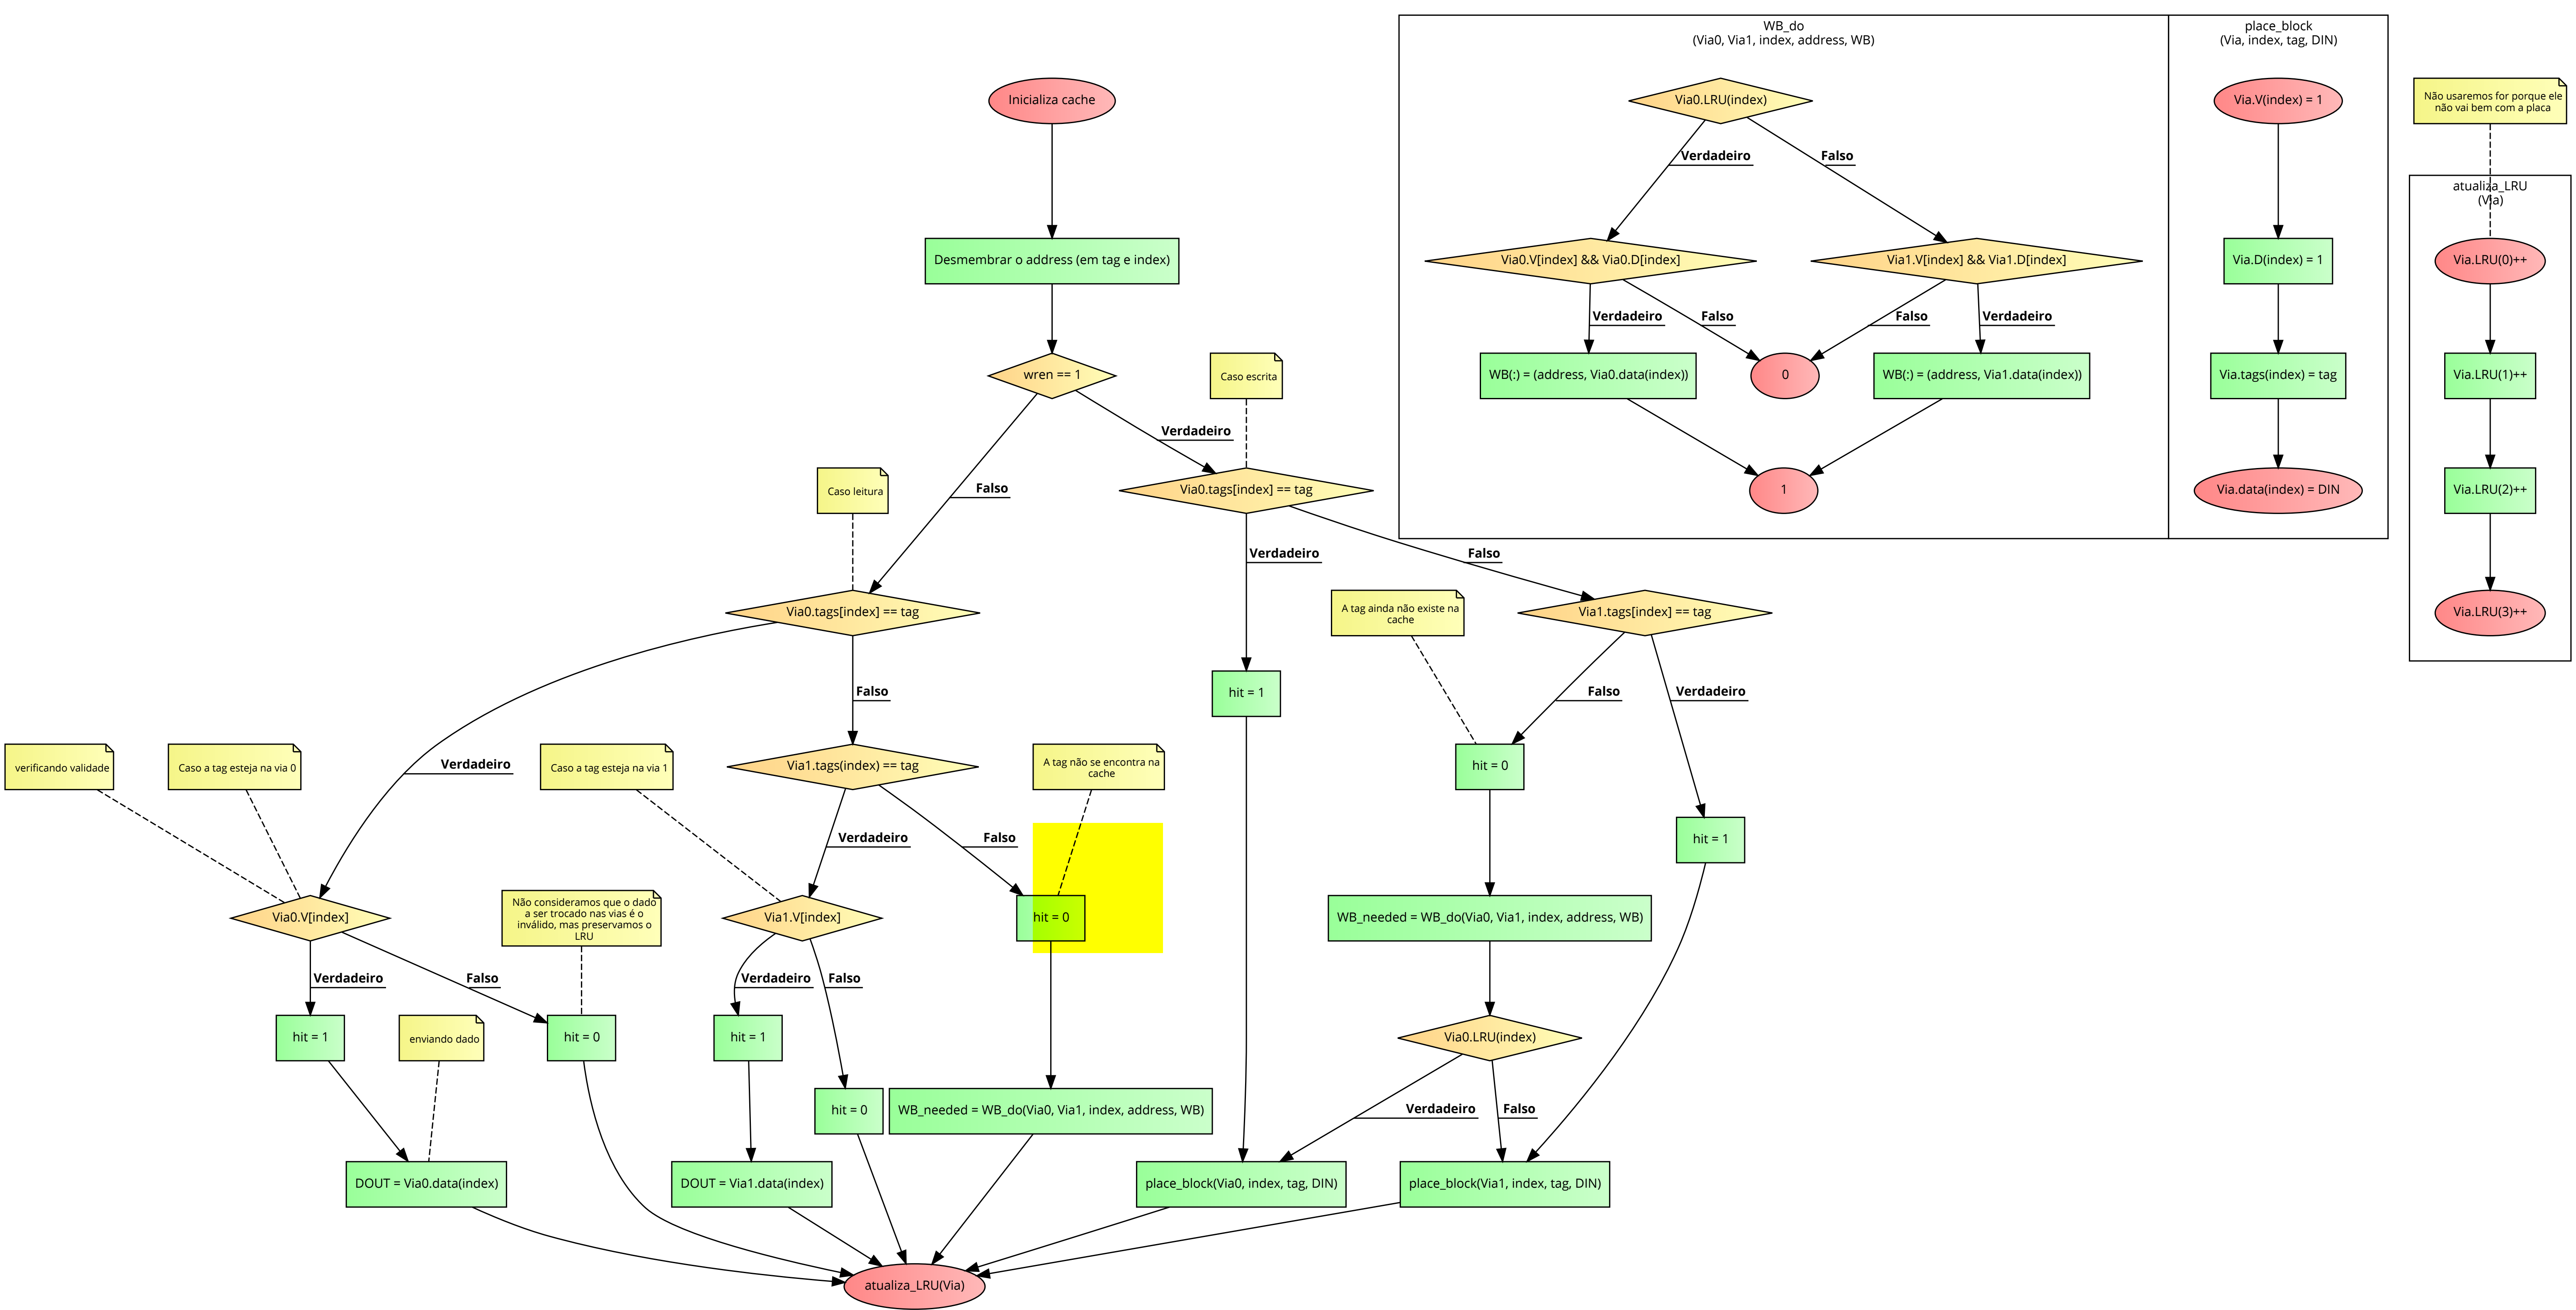 WB_do
(Via0, Via1, index, address, WB)
place_block
(Via, index, tag, DIN)
Inicializa cache
Via0.LRU(index)
Via.V(index) = 1
Não usaremos for porque ele
não vai bem com a placa
Verdadeiro
Falso
atualiza_LRU
(Via)
Desmembrar o address (em tag e index)
Via0.V[index] && Via0.D[index]
Via1.V[index] && Via1.D[index]
Via.D(index) = 1
Via.LRU(0)++
Verdadeiro
Falso
Falso
Verdadeiro
wren == 1
Caso escrita
WB(:) = (address, Via0.data(index))
0
WB(:) = (address, Via1.data(index))
Via.tags(index) = tag
Via.LRU(1)++
Verdadeiro
Falso
Caso leitura
Via0.tags[index] == tag
1
Via.data(index) = DIN
Via.LRU(2)++
Verdadeiro
Falso
Via0.tags[index] == tag
A tag ainda não existe na
cache
Via1.tags[index] == tag
Via.LRU(3)++
Falso
hit = 1
Falso
Verdadeiro
verificando validade
Caso a tag esteja na via 0
Verdadeiro
Caso a tag esteja na via 1
Via1.tags(index) == tag
A tag não se encontra na
cache
hit = 0
Verdadeiro
Falso
hit = 1
Via0.V[index]
Não consideramos que o dado
a ser trocado nas vias é o
inválido, mas preservamos o
LRU
Via1.V[index]
hit = 0
WB_needed = WB_do(Via0, Via1, index, address, WB)
Verdadeiro
Falso
Verdadeiro
Falso
hit = 1
enviando dado
hit = 0
hit = 1
Via0.LRU(index)
hit = 0
WB_needed = WB_do(Via0, Via1, index, address, WB)
Verdadeiro
Falso
DOUT = Via0.data(index)
DOUT = Via1.data(index)
place_block(Via0, index, tag, DIN)
place_block(Via1, index, tag, DIN)
atualiza_LRU(Via)